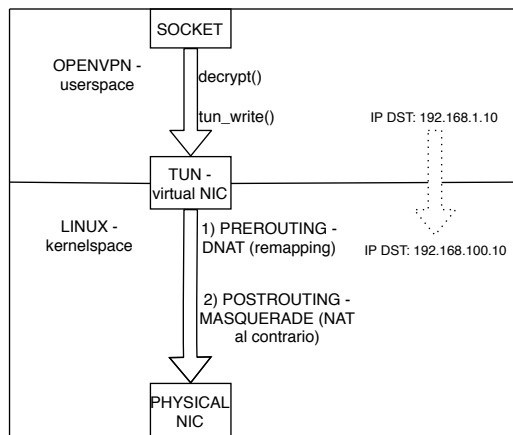 SOCKET
OPENVPN -
userspace
decrypt()
tun_write()
IP DST: 192.168.1.10
TUN -
virtual NIC
LINUX -
kernelspace
1) PREROUTING -
DNAT (remapping)
IP DST: 192.168.100.10
2) POSTROUTING -
MASQUERADE (NAT
al contrario)
PHYSICAL
NIC